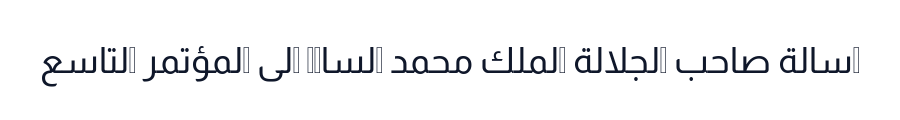 ▯سالة صاحب ▯لجلالة ▯لملك محمد ▯لسا▯▯ ▯لى ▯لمؤتمر ▯لتاسع